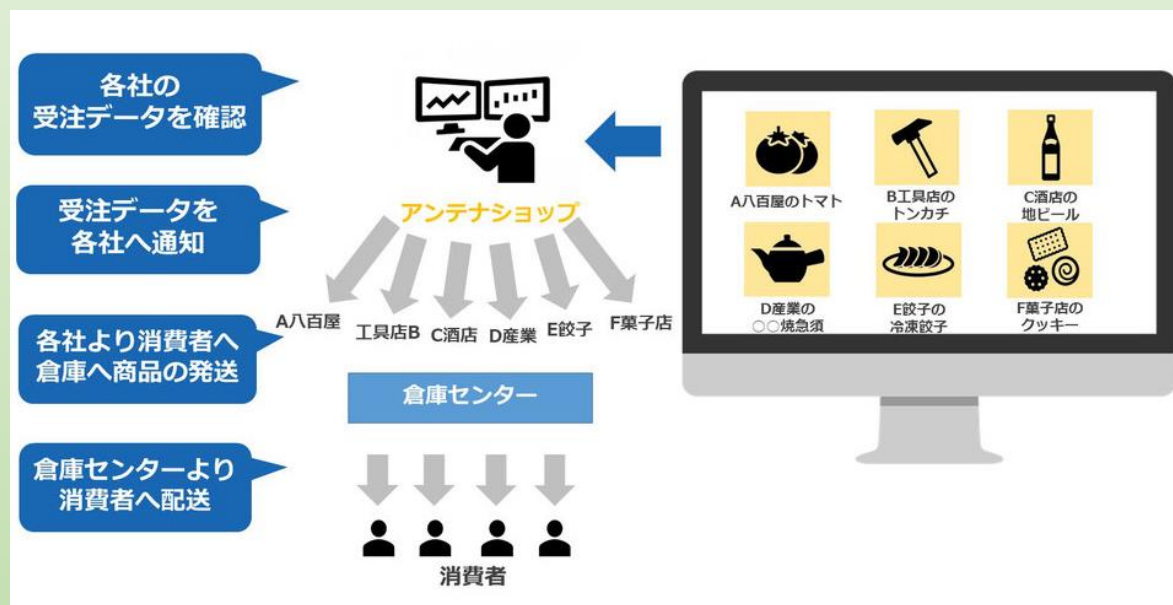 各社の
受注データを確認
受注データを
各社へ通知
各社より消費者へ
倉庫へ商品の発送
倉庫センターより
消費者へ配送
アンテナショップ
A八百屋
工具店B
C酒店
D産業
E餃子
F菓子店
倉庫センター
消費者
A八百屋のトマト
B工具店の
トンカチ
C酒店の
地ビール
D産業の
○○焼急須
E餃子の
冷凍餃子
F菓子店の
クッキー